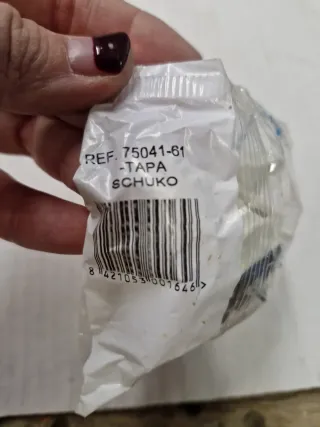 REF. 75041-61
-TAPA
SCHUKO
8 421053 001646 >